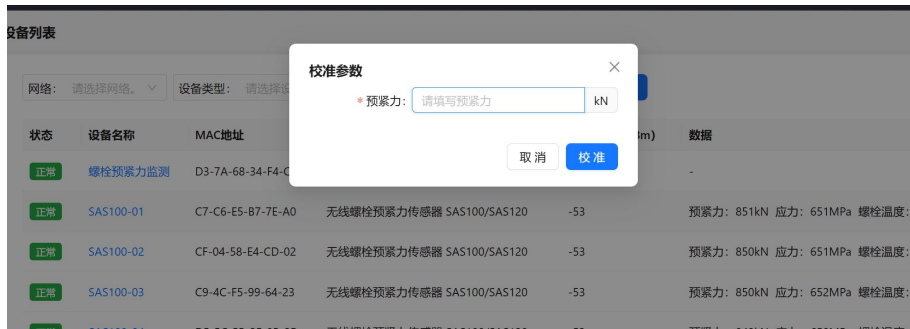 设备列表
校准参数
网络： 请选择网络, 设备类型： 请选择设
* 预紧力： 请填写预紧力 kN
取 消 校 准
状态 设备名称 MAC地址 m) 数据
正常 螺栓预紧力监测 D3-7A-68-34-F4-C -
正常 SAS100-01 C7-C6-E5-B7-7E-A0 无线螺栓预紧力传感器 SAS100/SAS120 -53 预紧力：851kN 应力：651MPa 螺栓温度：
正常 SAS100-02 CF-04-58-E4-CD-02 无线螺栓预紧力传感器 SAS100/SAS120 -53 预紧力：850kN 应力：651MPa 螺栓温度：
正常 SAS100-03 C9-4C-F5-99-64-23 无线螺栓预紧力传感器 SAS100/SAS120 -53 预紧力：850kN 应力：652MPa 螺栓温度：